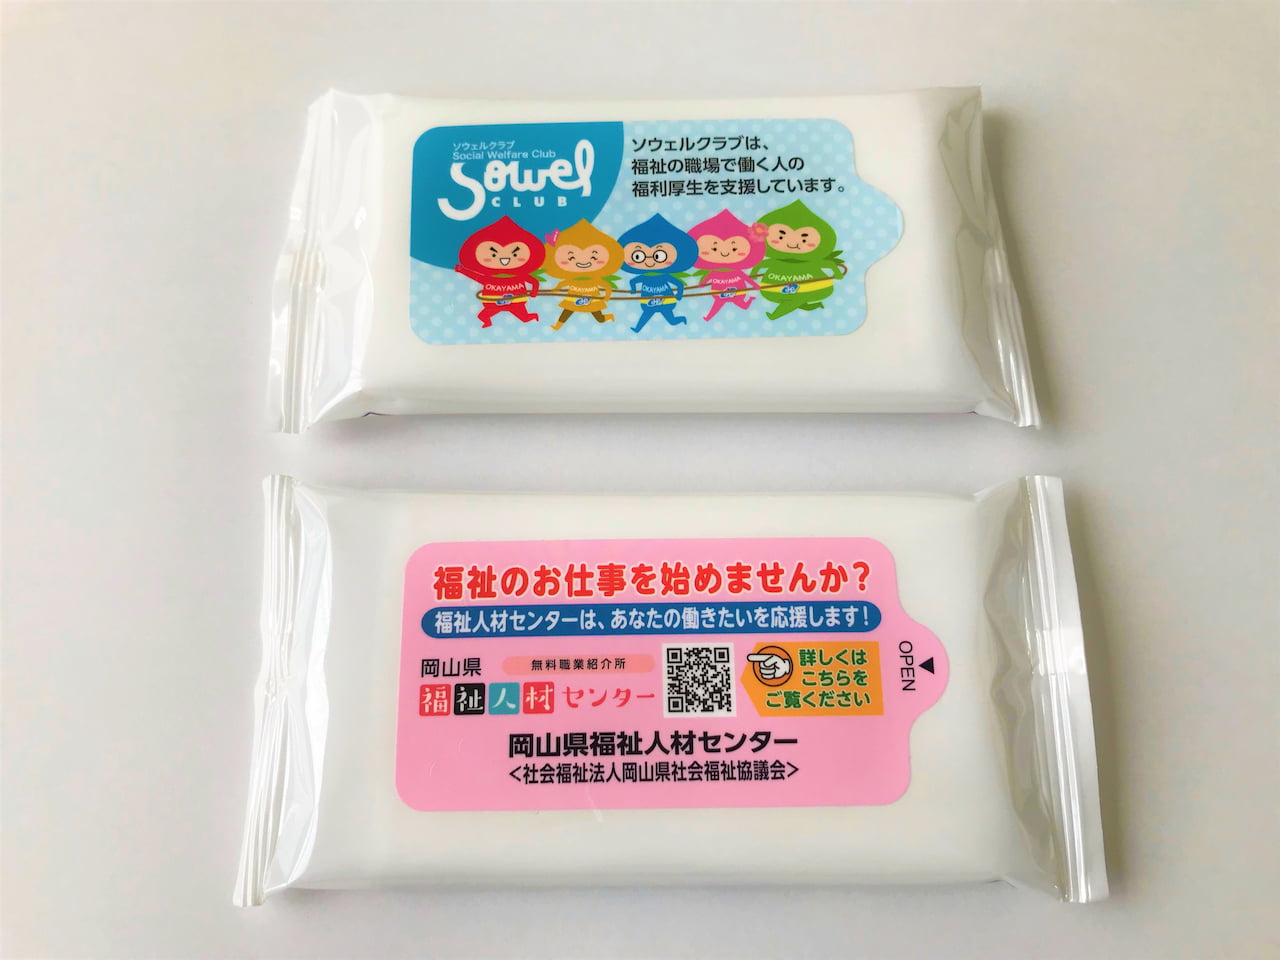 ソウェルクラブ
Social Welfare Club
Sowel
CLUB
ソウェルクラブは、
福祉の職場で働く人の
福利厚生を支援しています。
OKAYAMA
OKAYAMA
OKAYAMA
OKAYAMA
OKAYAMA
福祉のお仕事を始めませんか?
福祉人材センターは、あなたの働きたいを応援します!
岡山県
無料職業紹介所
福祉人材センター
詳しくは
こちらを
ご覧ください
OPEN
岡山県福祉人材センター
<社会福祉法人岡山県社会福祉協議会>